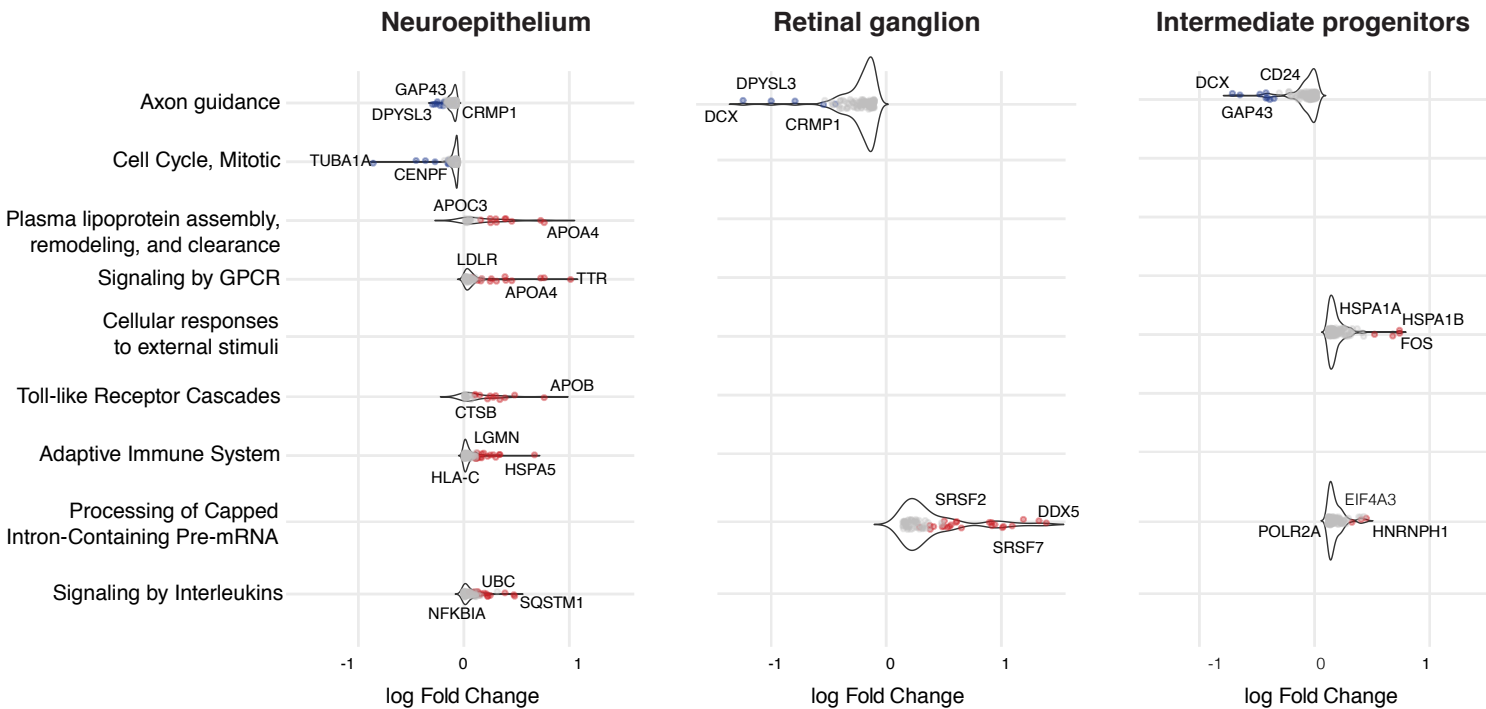 Neuroepithelium
Retinal ganglion
Intermediate progenitors
Axon guidance
GAP43
DPYSL3
CRMP1
DPYSL3
DCX
CRMP1
DCX
CD24
GAP43
Cell Cycle, Mitotic
TUBA1A
CENPF
Plasma lipoprotein assembly,
remodeling, and clearance
APOC3
APOA4
Signaling by GPCR
LDLR
APOA4
TTR
Cellular responses
to external stimuli
HSPA1A
HSPA1B
FOS
Toll-like Receptor Cascades
APOB
CTSB
Adaptive Immune System
LGMN
HLA-C
HSPA5
Processing of Capped
Intron-Containing Pre-mRNA
SRSF2
DDX5
SRSF7
EIF4A3
POLR2A
HNRNPH1
Signaling by Interleukins
UBC
NFKBIA
SQSTM1
-1 0 1
-1 0 1
-1 0 1
log Fold Change
log Fold Change
log Fold Change